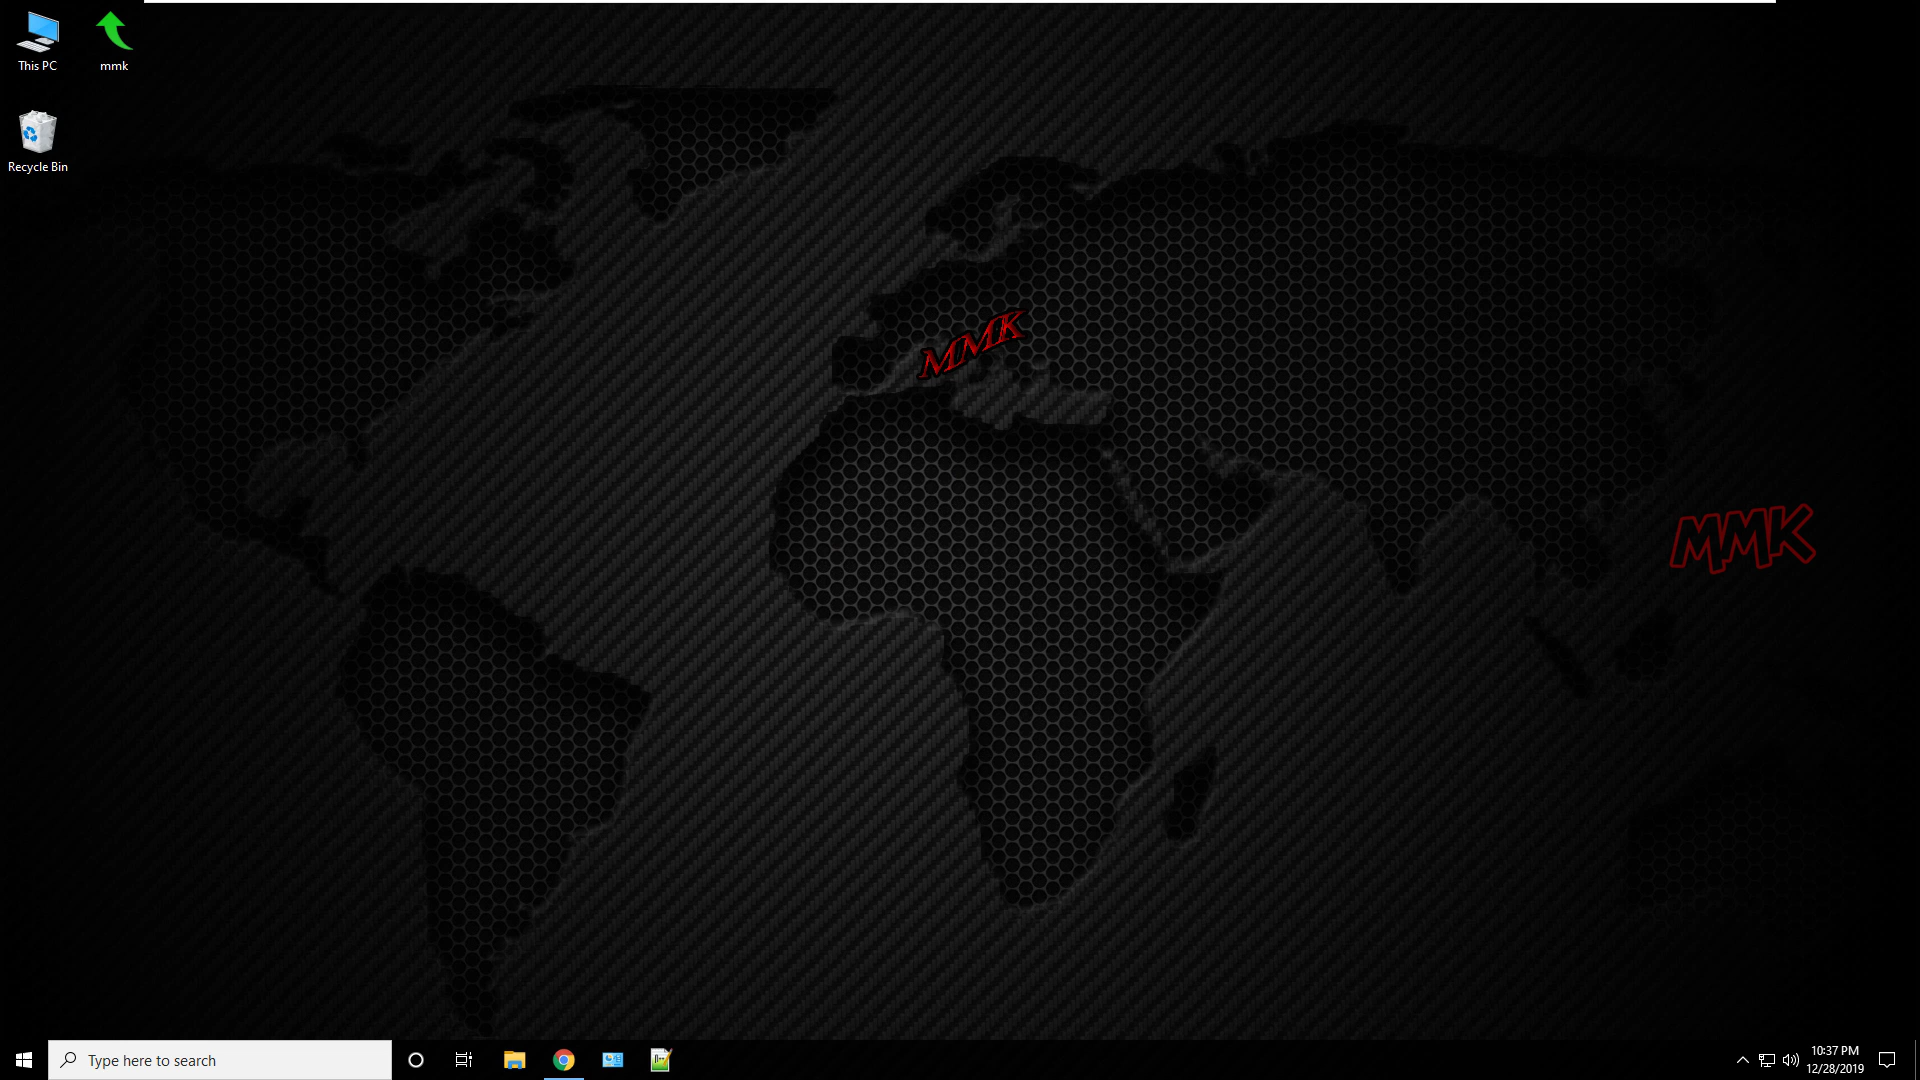 This PC
mmk
Recycle Bin
MMK
MMK
Type here to search
10:37 PM
12/28/2019